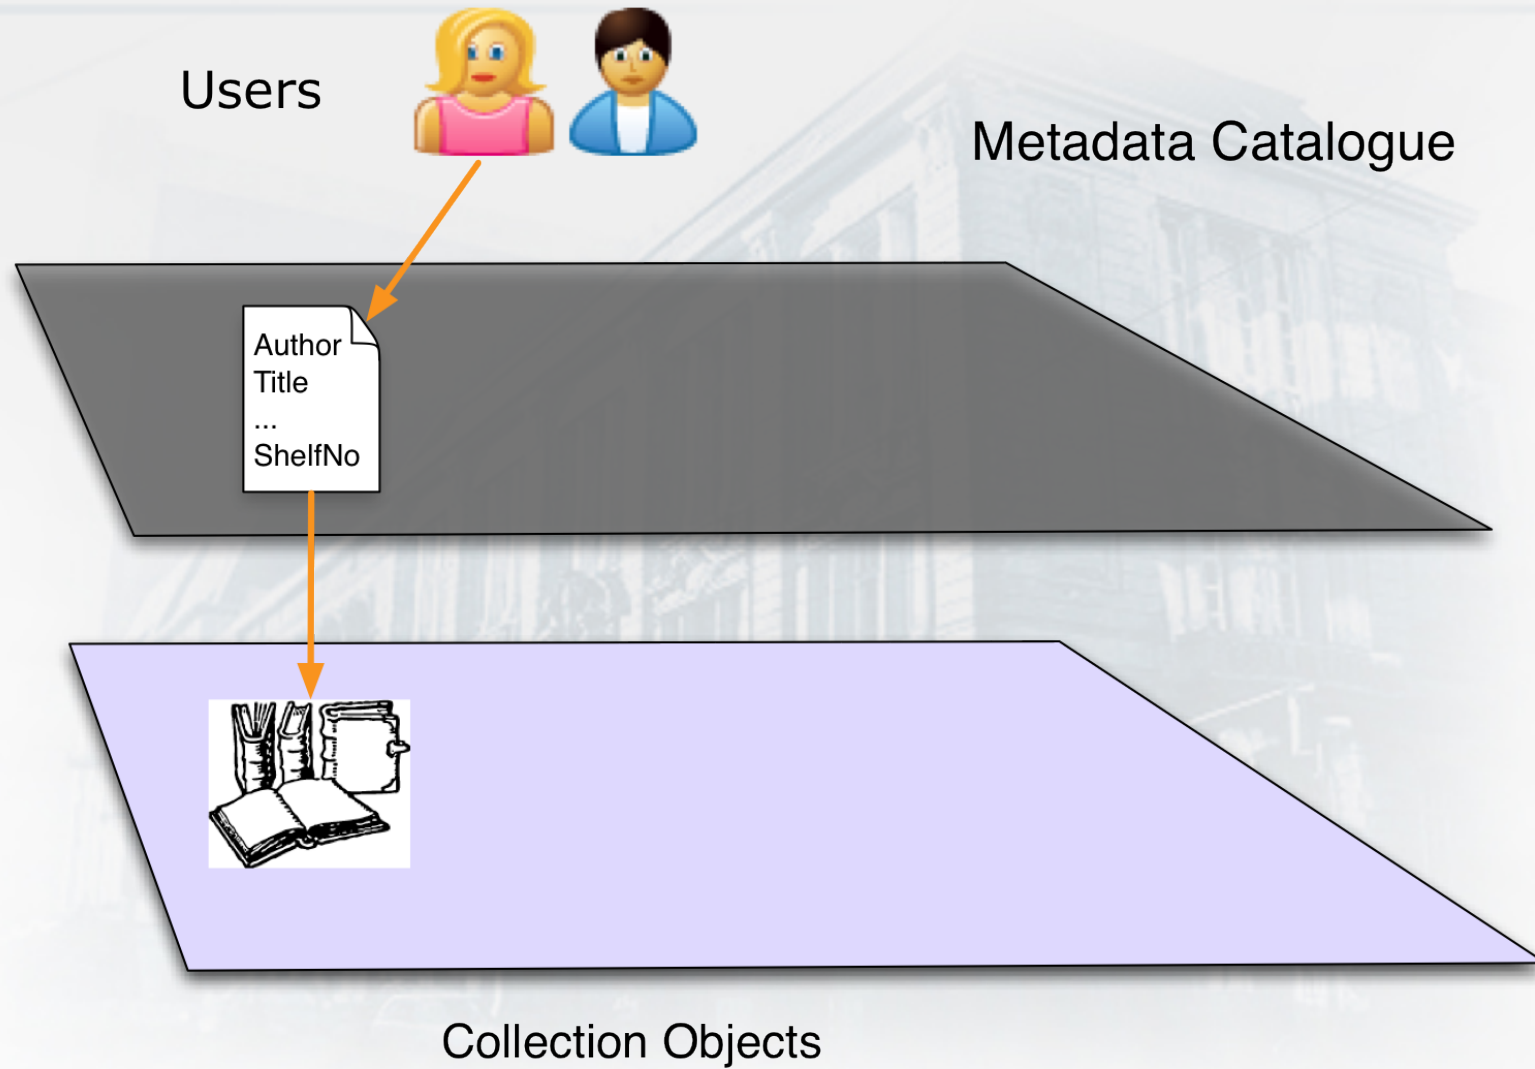 Users
Metadata Catalogue
Author
Title
...
ShelfNo
Collection Objects